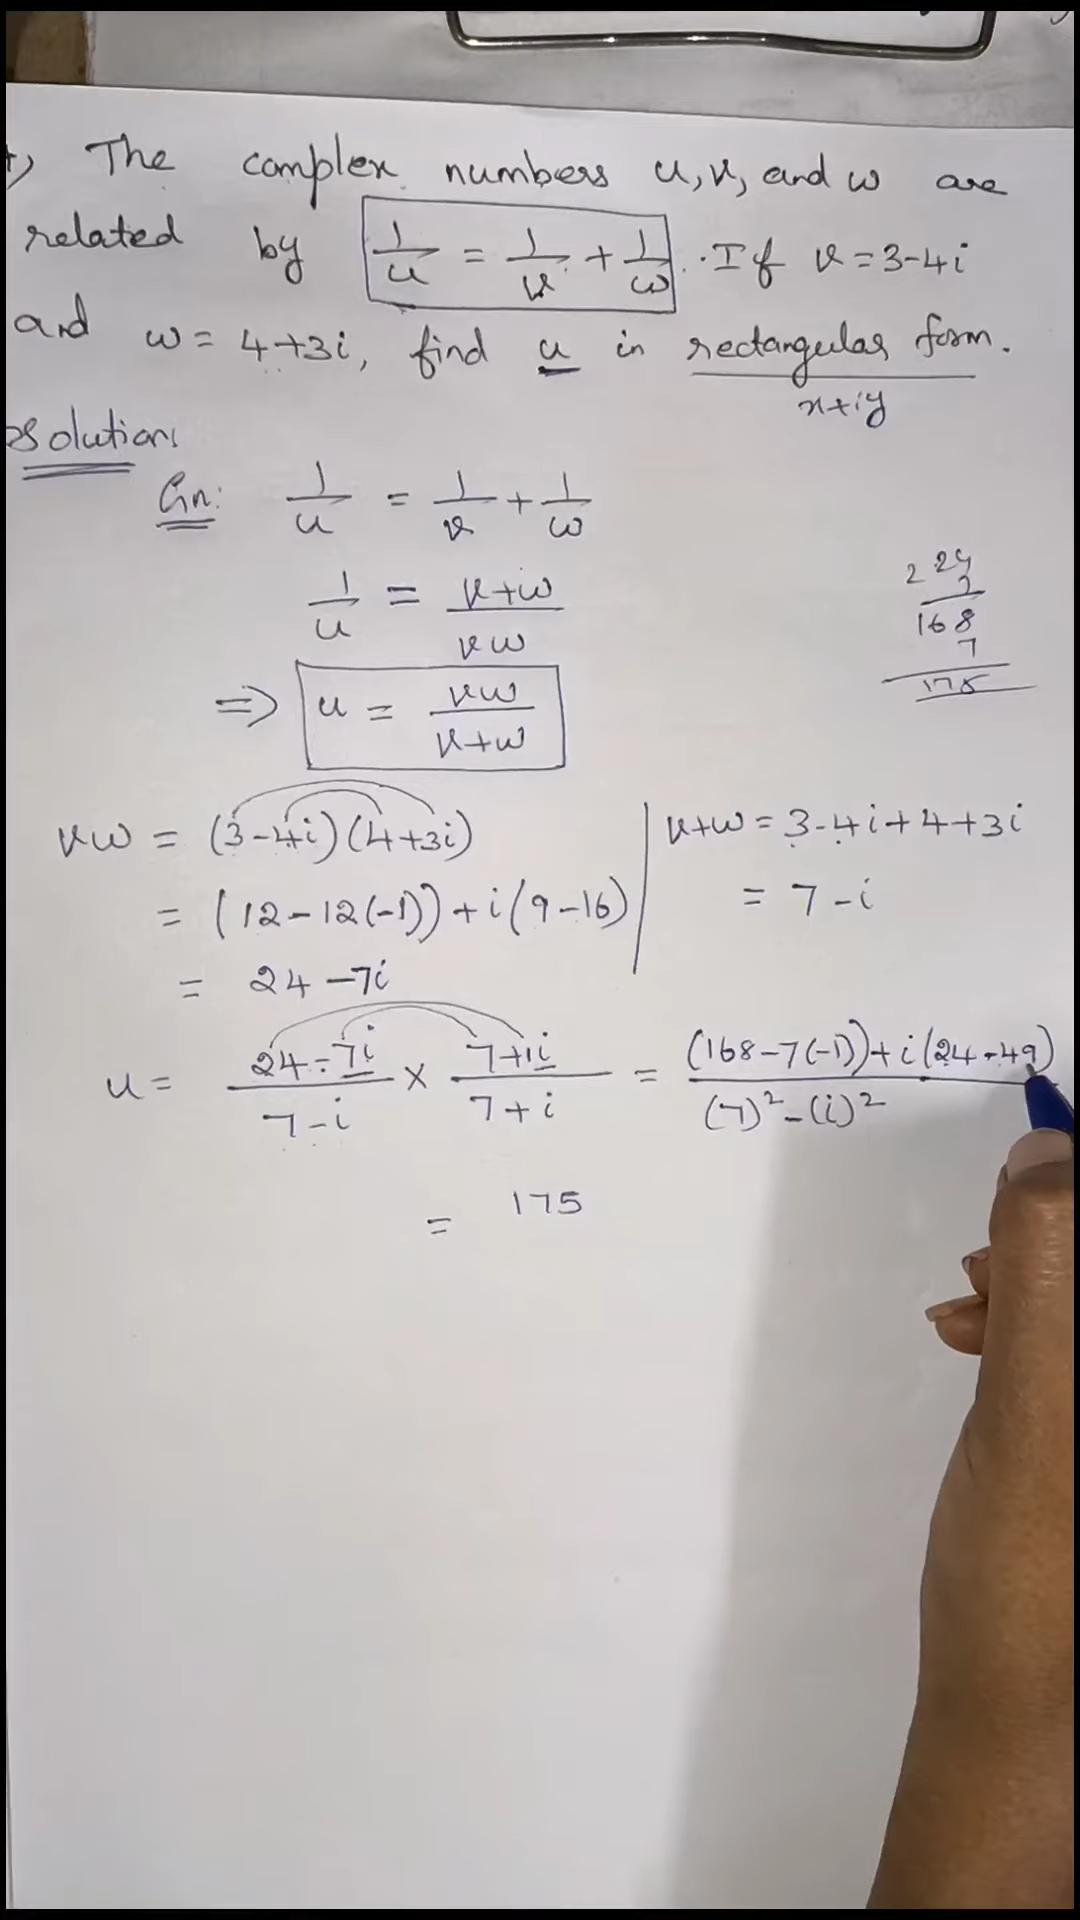 The complex numbers u, v, and w are
related by 1/u = 1/v + 1/w. If v = 3-4i
and w = 4+3i, find u in rectangular form.
x+iy
Solution:
Gn: 1/u = 1/v + 1/w
1/u = v+w/vw
⇒ u = vw/v+w
2 24
168
7
175
vw = (3-4i)(4+3i)
= (12-12(-1))+i(9-16)
= 24-7i
v+w = 3-4i+4+3i
= 7-i
u = 24-7i/7-i × 7+1i/7+i = (168-7(-1))+i(24-49)/(7)²-(i)²
= 175